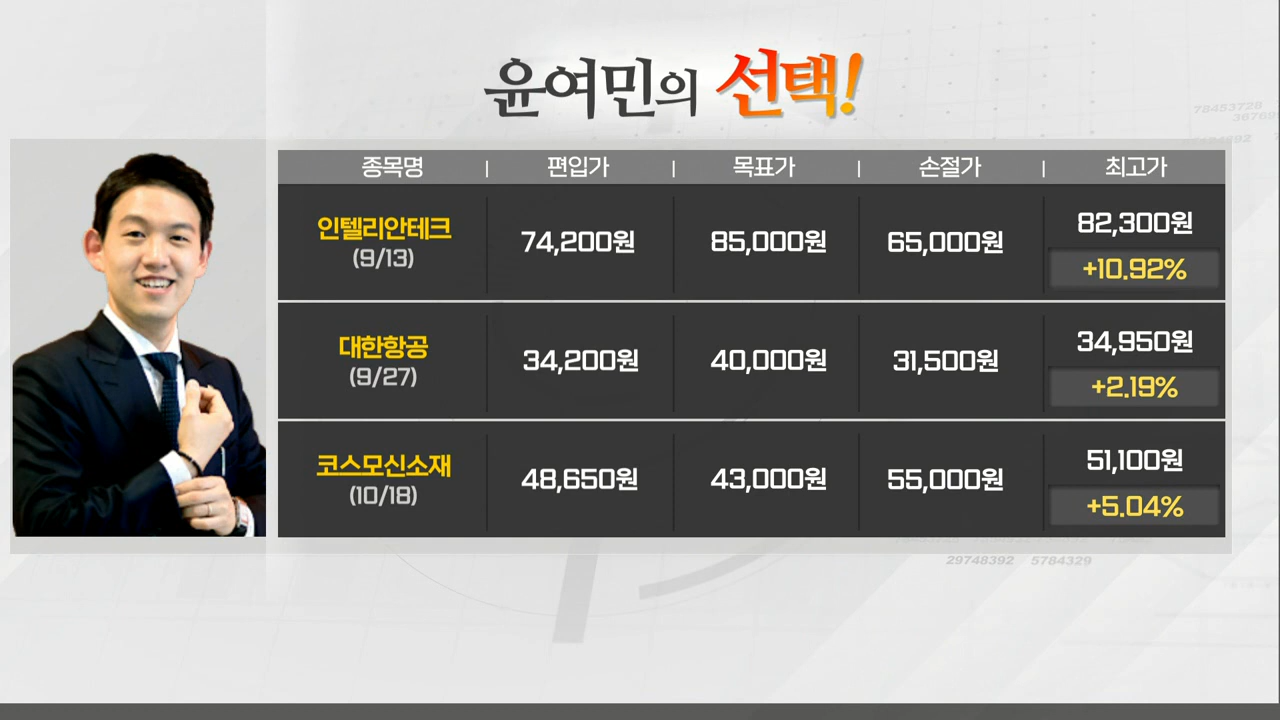 윤여민의 선택!
78453728
종목명 | 편입가 | 목표가 | 손절가 | 최고가
인텔리안테크 (9/13) 74,200원 85,000원 65,000원 82,300원 +10.92%
대한항공 (9/27) 34,200원 40,000원 31,500원 34,950원 +2.19%
코스모신소재 (10/18) 48,650원 43,000원 55,000원 51,100원 +5.04%
29748392 5784329